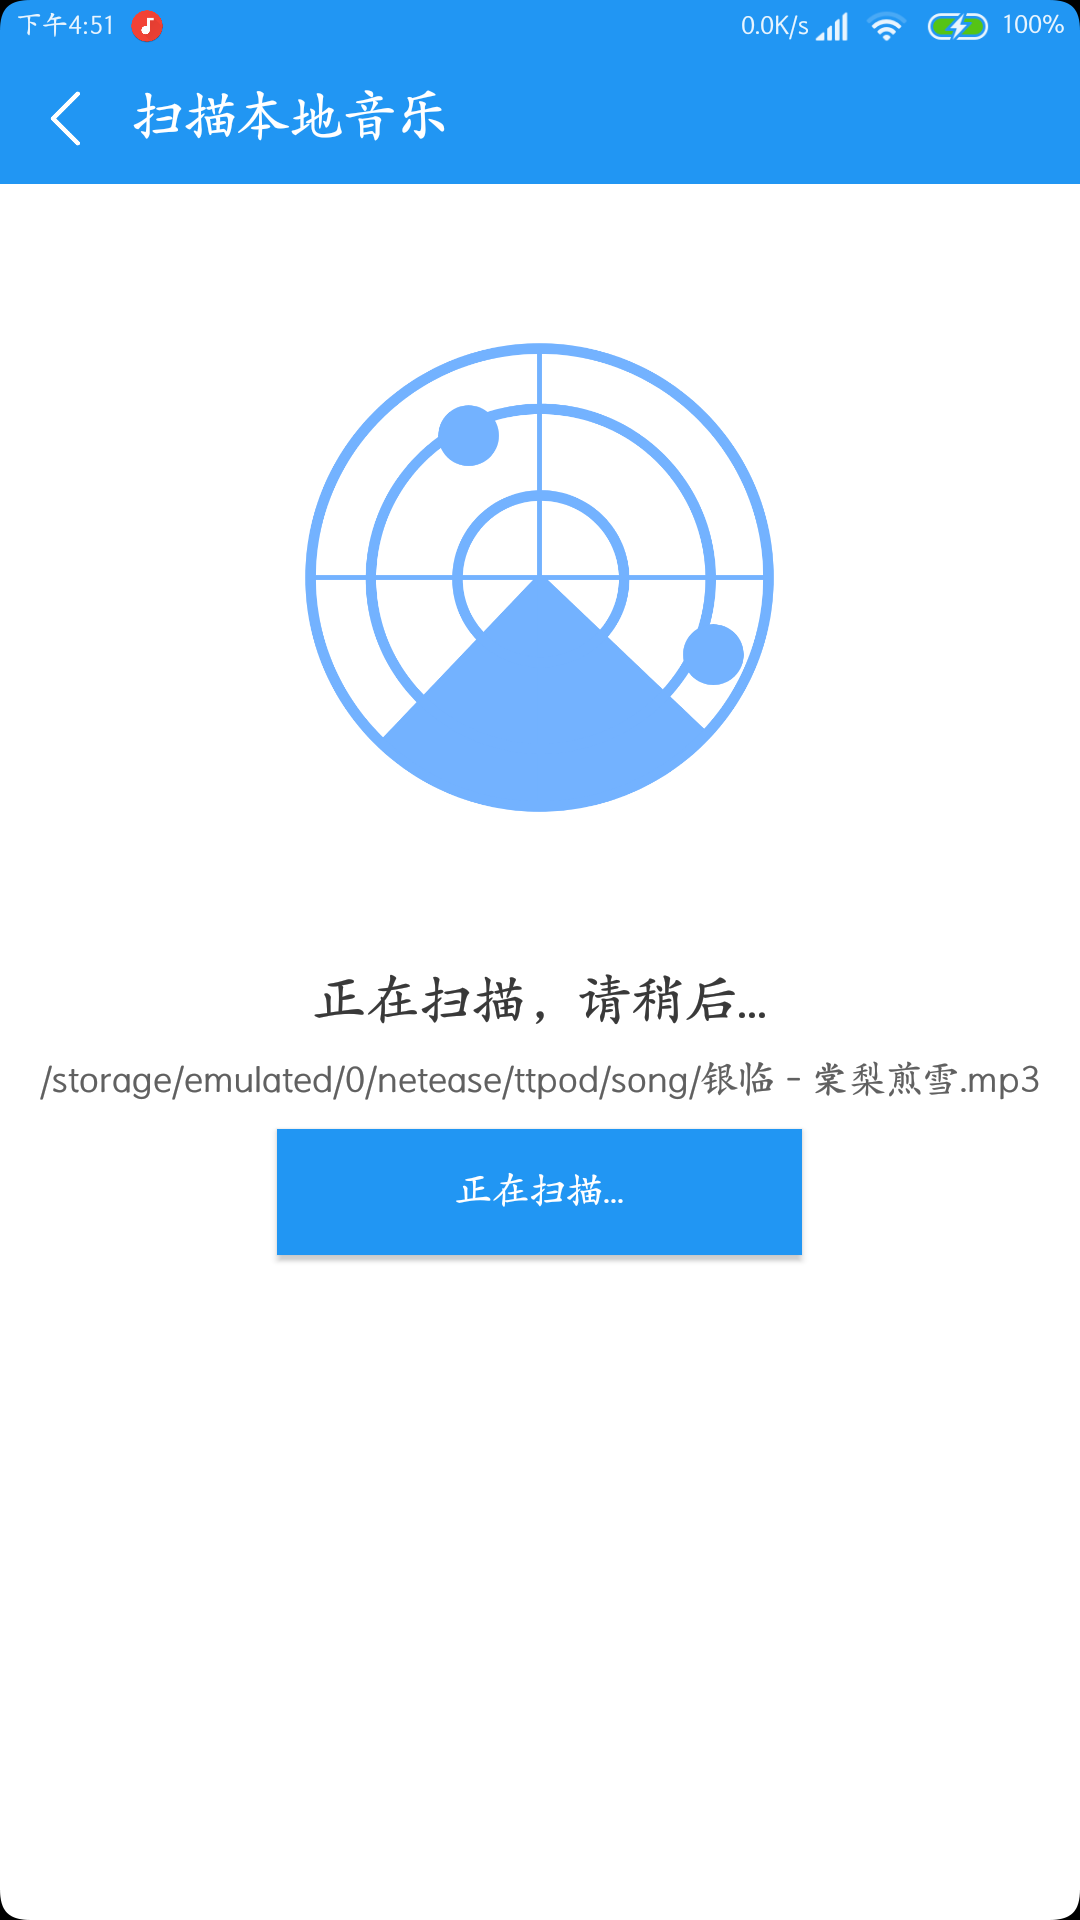 下午4:51
0.0K/s
100%
扫描本地音乐
正在扫描，请稍后...
/storage/emulated/0/netease/ttpod/song/银临 - 棠梨煎雪.mp3
正在扫描...